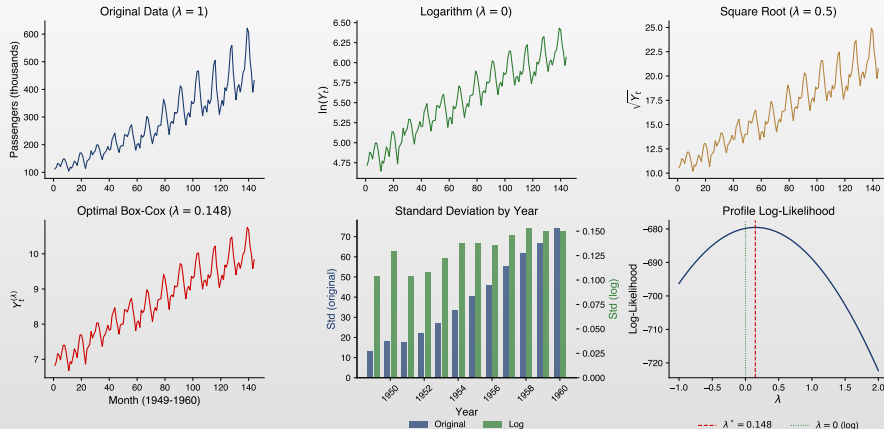 Original Data (λ = 1)
Passengers (thousands)
600
500
400
300
200
100
0 20 40 60 80 100 120 140
Logarithm (λ = 0)
ln(Yₜ)
6.50
6.25
6.00
5.75
5.50
5.25
5.00
4.75
0 20 40 60 80 100 120 140
Square Root (λ = 0.5)
√Yₜ
25.0
22.5
20.0
17.5
15.0
12.5
10.0
0 20 40 60 80 100 120 140
Optimal Box-Cox (λ = 0.148)
Yₜ^(λ)
10
9
8
7
0 20 40 60 80 100 120 140
Month (1949-1960)
Standard Deviation by Year
Std (original)
70
60
50
40
30
20
10
0
Std (log)
0.150
0.125
0.100
0.075
0.050
0.025
0.000
1950 1952 1954 1956 1958 1960
Year
Original Log
Profile Log-Likelihood
Log-Likelihood
−680
−690
−700
−710
−720
−1.0 −0.5 0.0 0.5 1.0 1.5 2.0
λ
λ* = 0.148 λ = 0 (log)